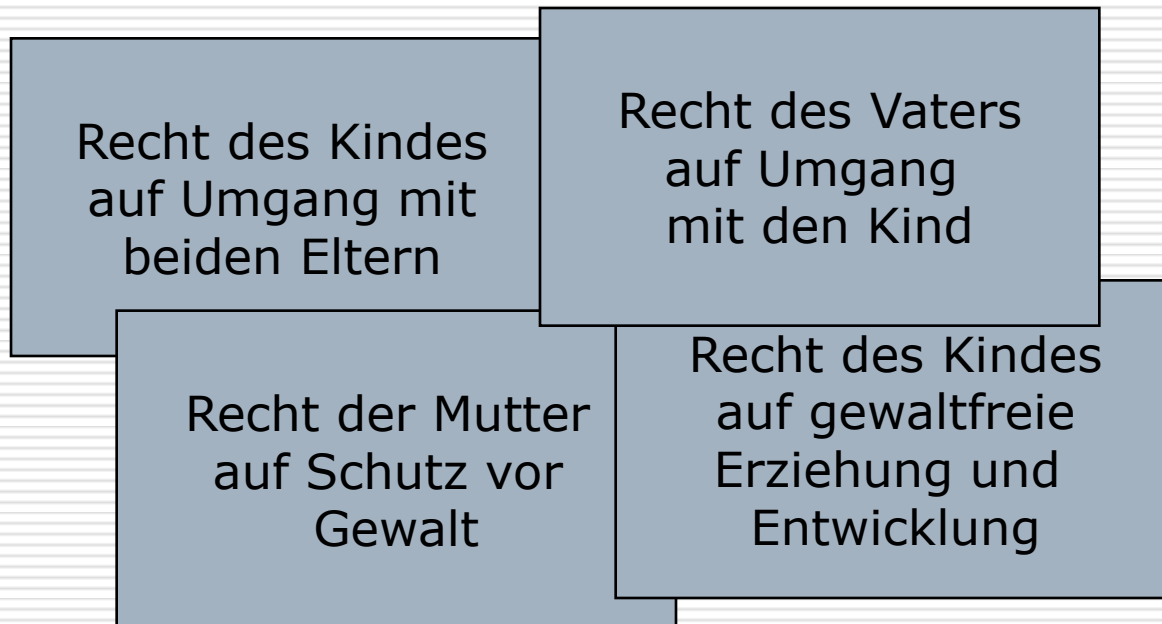 Recht des Kindes
auf Umgang mit
beiden Eltern
Recht des Vaters
auf Umgang
mit den Kind
Recht der Mutter
auf Schutz vor
Gewalt
Recht des Kindes
auf gewaltfreie
Erziehung und
Entwicklung